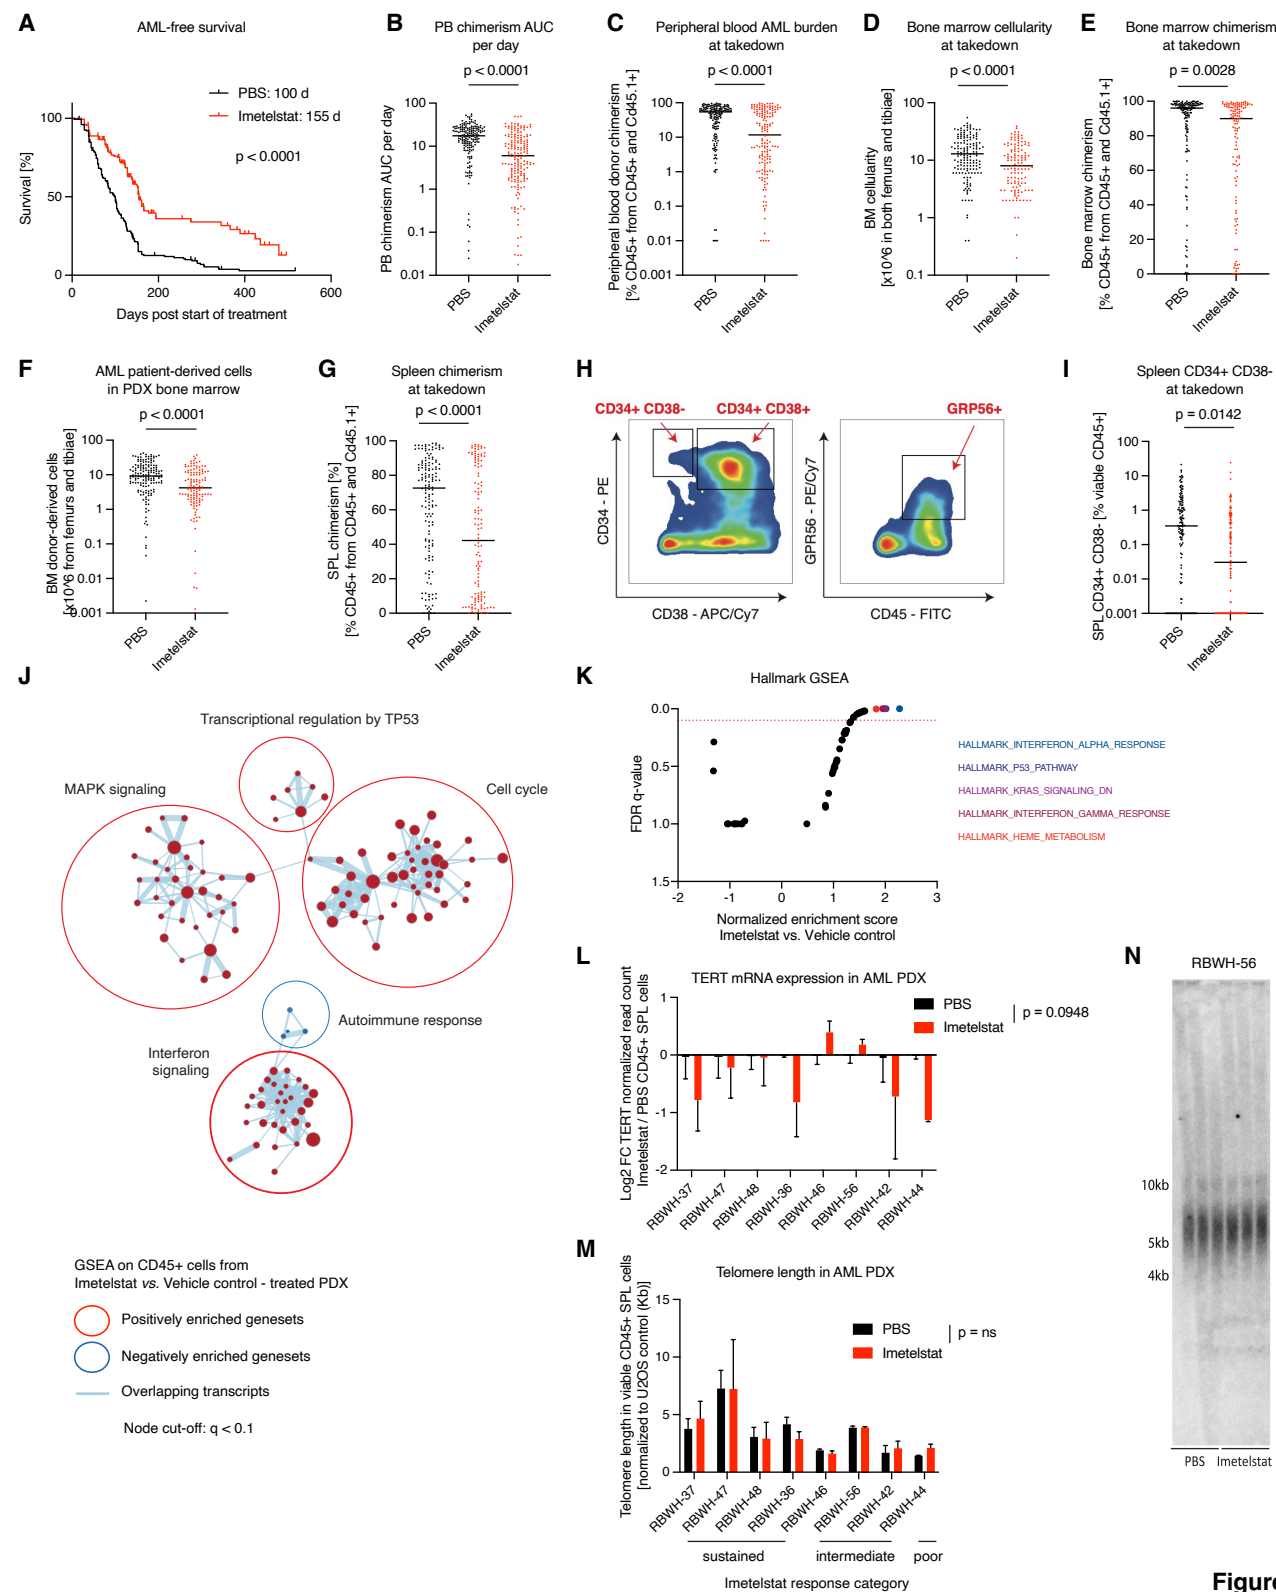 A
AML-free survival
PBS: 100 d
Imetelstat: 155 d
p < 0.0001
Survival [%]
100
50
0
0
200
400
600
Days post start of treatment
B
PB chimerism AUC
per day
p < 0.0001
PB chimerism AUC per day
100
10
1
0.1
0.01
PBS
Imetelstat
C
Peripheral blood AML burden
at takedown
p < 0.0001
Peripheral blood donor chimerism
[% CD45+ from CD45+ and Cd45.1+]
100
10
1
0.1
0.01
0.001
PBS
Imetelstat
D
Bone marrow cellularity
at takedown
p < 0.0001
BM cellularity
[x10^6 in both femurs and tibiae]
100
10
1
0.1
PBS
Imetelstat
E
Bone marrow chimerism
at takedown
p = 0.0028
Bone marrow chimerism
[% CD45+ from CD45+ and Cd45.1+]
100
80
60
40
20
0
PBS
Imetelstat
F
AML patient-derived cells
in PDX bone marrow
p < 0.0001
BM donor-derived cells
[x10^6 from femurs and tibiae]
100
10
1
0.1
0.01
0.001
PBS
Imetelstat
G
Spleen chimerism
at takedown
p < 0.0001
SPL chimerism [%]
[% CD45+ from CD45+ and Cd45.1+]
100
80
60
40
20
0
PBS
Imetelstat
H
CD34+ CD38-
CD34+ CD38+
CD34 - PE
CD38 - APC/Cy7
GRP56+
GPR56 - PE/Cy7
CD45 - FITC
I
Spleen CD34+ CD38-
at takedown
p = 0.0142
SPL CD34+ CD38- [% viable CD45+]
100
10
1
0.1
0.01
0.001
PBS
Imetelstat
J
Transcriptional regulation by TP53
MAPK signaling
Cell cycle
Autoimmune response
Interferon
signaling
GSEA on CD45+ cells from
Imetelstat vs. Vehicle control - treated PDX
Positively enriched genesets
Negatively enriched genesets
Overlapping transcripts
Node cut-off: q < 0.1
K
Hallmark GSEA
FDR q-value
0.0
0.5
1.0
1.5
-2
-1
0
1
2
3
Normalized enrichment score
Imetelstat vs. Vehicle control
HALLMARK_INTERFERON_ALPHA_RESPONSE
HALLMARK_P53_PATHWAY
HALLMARK_KRAS_SIGNALING_DN
HALLMARK_INTERFERON_GAMMA_RESPONSE
HALLMARK_HEME_METABOLISM
L
TERT mRNA expression in AML PDX
PBS
Imetelstat
p = 0.0948
Log2 FC TERT normalized read count
Imetelstat / PBS CD45+ SPL cells
1
0
-1
-2
RBWH-37
RBWH-47
RBWH-48
RBWH-36
RBWH-46
RBWH-56
RBWH-42
RBWH-44
M
Telomere length in AML PDX
PBS
Imetelstat
p = ns
Telomere length in viable CD45+ SPL cells
[normalized to U2OS control (Kb)]
15
10
5
0
RBWH-37
RBWH-47
RBWH-48
RBWH-36
RBWH-46
RBWH-56
RBWH-42
RBWH-44
sustained
intermediate
poor
Imetelstat response category
N
RBWH-56
10kb
5kb
4kb
PBS
Imetelstat
Figure